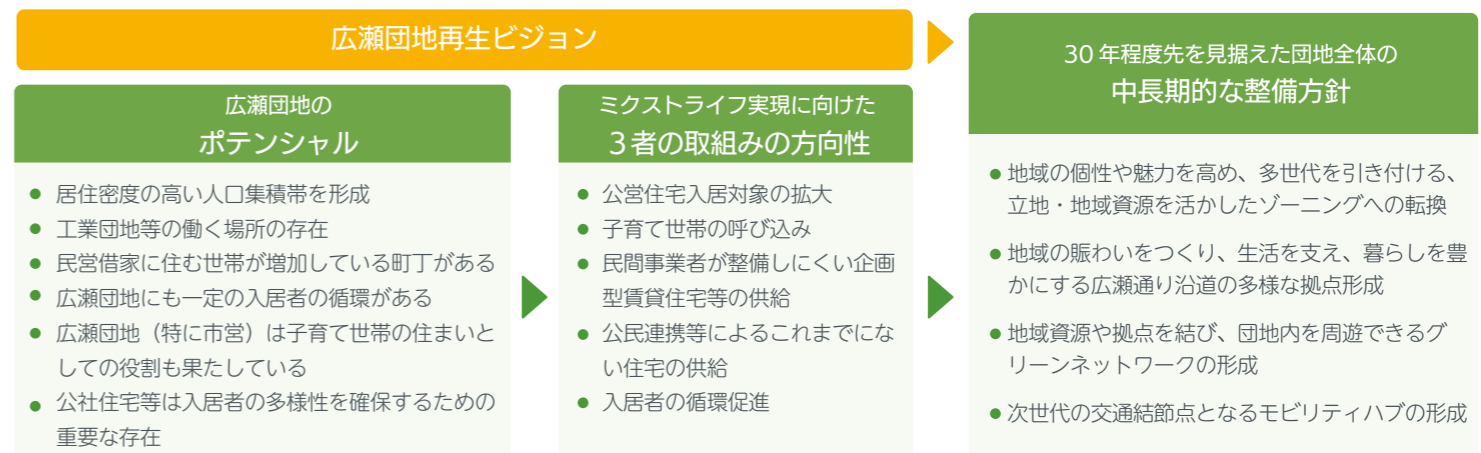 広瀬団地再生ビジョン
広瀬団地の
ポテンシャル
● 居住密度の高い人口集積帯を形成
● 工業団地等の働く場所の存在
● 民営借家に住む世帯が増加している町丁がある
● 広瀬団地にも一定の入居者の循環がある
● 広瀬団地（特に市営）は子育て世帯の住まいと
しての役割も果たしている
● 公社住宅等は入居者の多様性を確保するための
重要な存在
ミクストライフ実現に向けた
３者の取組みの方向性
● 公営住宅入居対象の拡大
● 子育て世帯の呼び込み
● 民間事業者が整備しにくい企画
型賃貸住宅等の供給
● 公民連携等によるこれまでにな
い住宅の供給
● 入居者の循環促進
30 年程度先を見据えた団地全体の
中長期的な整備方針
● 地域の個性や魅力を高め、多世代を引き付ける、
立地・地域資源を活かしたゾーニングへの転換
● 地域の賑わいをつくり、生活を支え、暮らしを豊
かにする広瀬通り沿道の多様な拠点形成
● 地域資源や拠点を結び、団地内を周遊できるグ
リーンネットワークの形成
● 次世代の交通結節点となるモビリティハブの形成